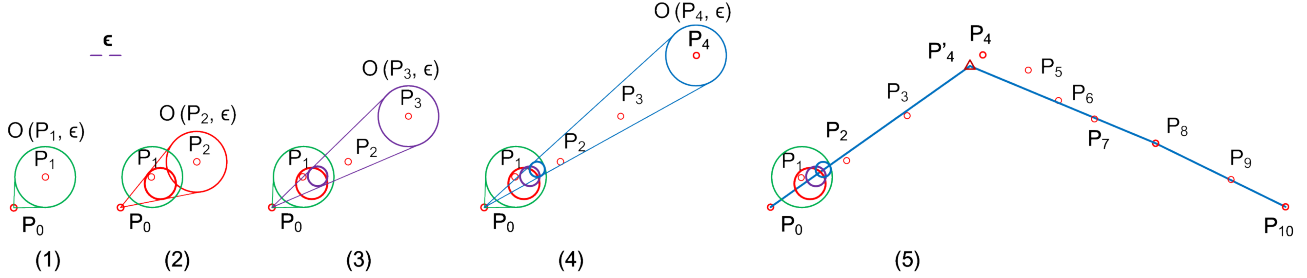 ϵ
O (P1, ϵ)
P1
P0
(1)
O (P2, ϵ)
P1
P2
P0
(2)
O (P3, ϵ)
P3
P2
P1
P0
(3)
O (P4, ϵ)
P4
P3
P2
P1
P0
(4)
P'4
P4
P5
P3
P6
P7
P2
P8
P1
P9
P0
P10
(5)